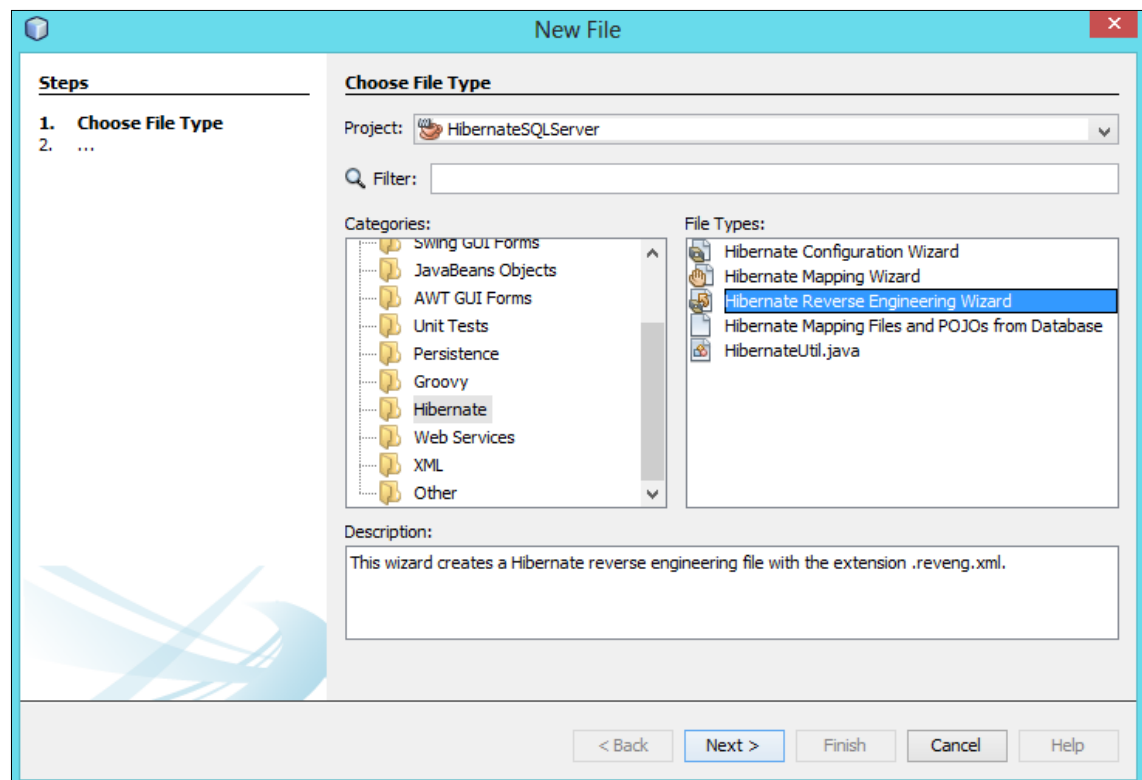 New File
Steps
1. Choose File Type
2. ...
Choose File Type
Project: HibernateSQLServer
Filter:
Categories:
Swing GUI Forms
JavaBeans Objects
AWT GUI Forms
Unit Tests
Persistence
Groovy
Hibernate
Web Services
XML
Other
File Types:
Hibernate Configuration Wizard
Hibernate Mapping Wizard
Hibernate Reverse Engineering Wizard
Hibernate Mapping Files and POJOs from Database
HibernateUtil.java
Description:
This wizard creates a Hibernate reverse engineering file with the extension .reveng.xml.
< Back Next > Finish Cancel Help